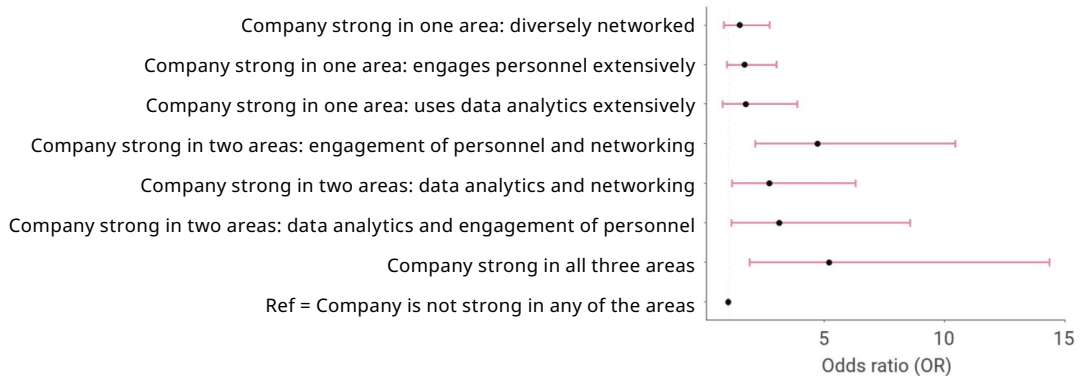 Company strong in one area: diversely networked
Company strong in one area: engages personnel extensively
Company strong in one area: uses data analytics extensively
Company strong in two areas: engagement of personnel and networking
Company strong in two areas: data analytics and networking
Company strong in two areas: data analytics and engagement of personnel
Company strong in all three areas
Ref = Company is not strong in any of the areas
5 10 15
Odds ratio (OR)